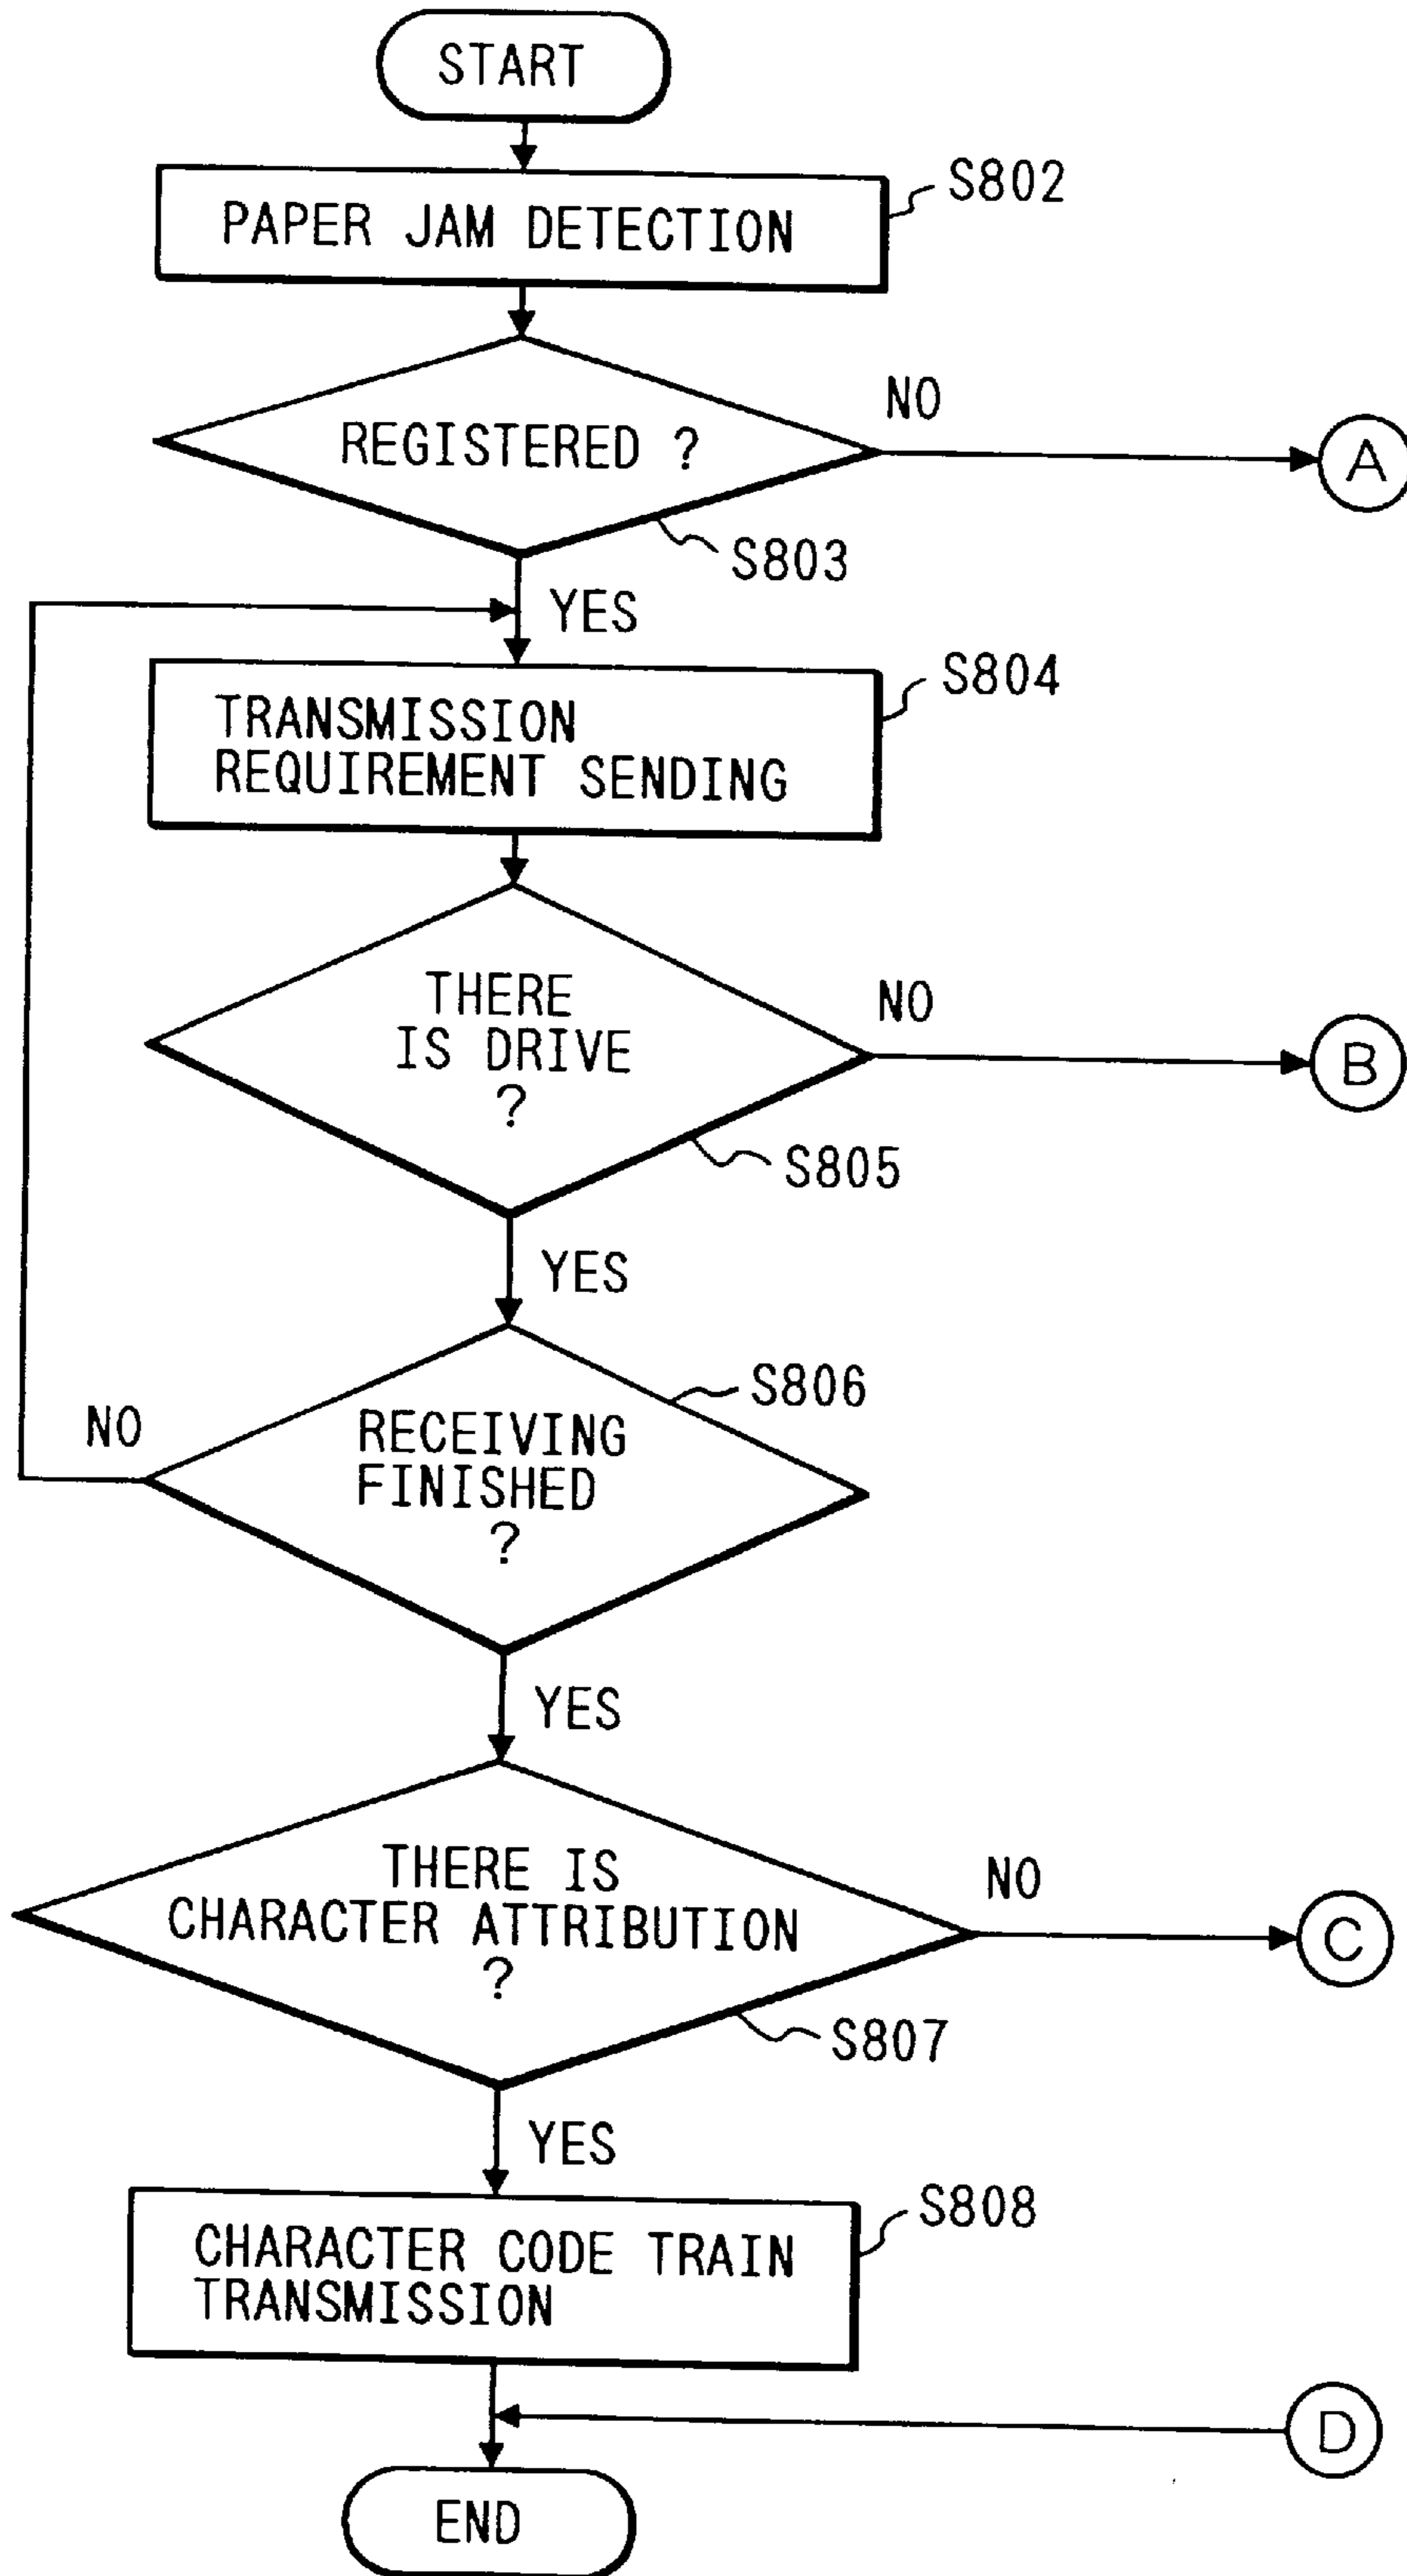 START
PAPER JAM DETECTION
S802
REGISTERED ?
NO
A
S803
YES
TRANSMISSION
REQUIREMENT SENDING
S804
THERE
IS DRIVE
?
NO
B
S805
YES
RECEIVING
FINISHED
?
S806
NO
YES
THERE IS
CHARACTER ATTRIBUTION
?
NO
C
S807
YES
CHARACTER CODE TRAIN
TRANSMISSION
S808
D
END